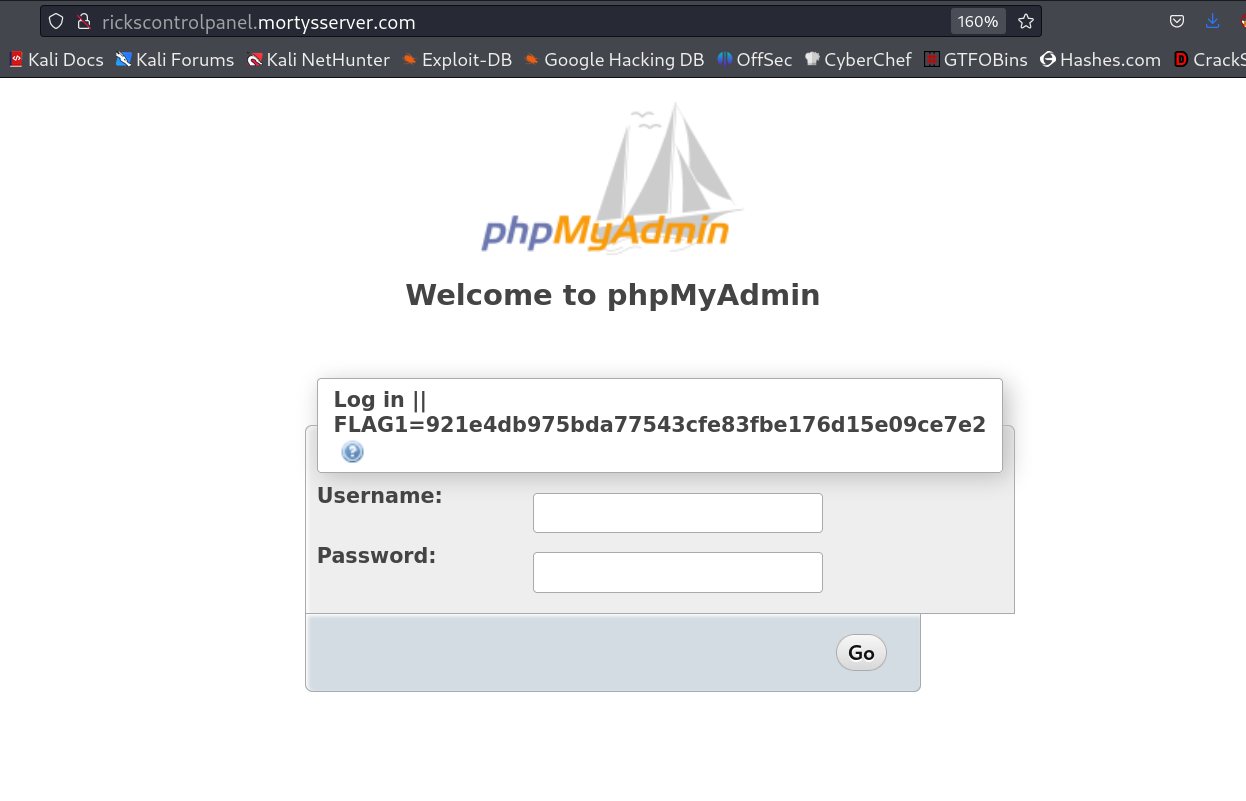 rickscontrolpanel.mortysserver.com 160%
Kali Docs Kali Forums Kali NetHunter Exploit-DB Google Hacking DB OffSec CyberChef GTFOBins Hashes.com CrackS
phpMyAdmin
Welcome to phpMyAdmin
Log in ||
FLAG1=921e4db975bda77543cfe83fbe176d15e09ce7e2
?
Username:
Password:
Go